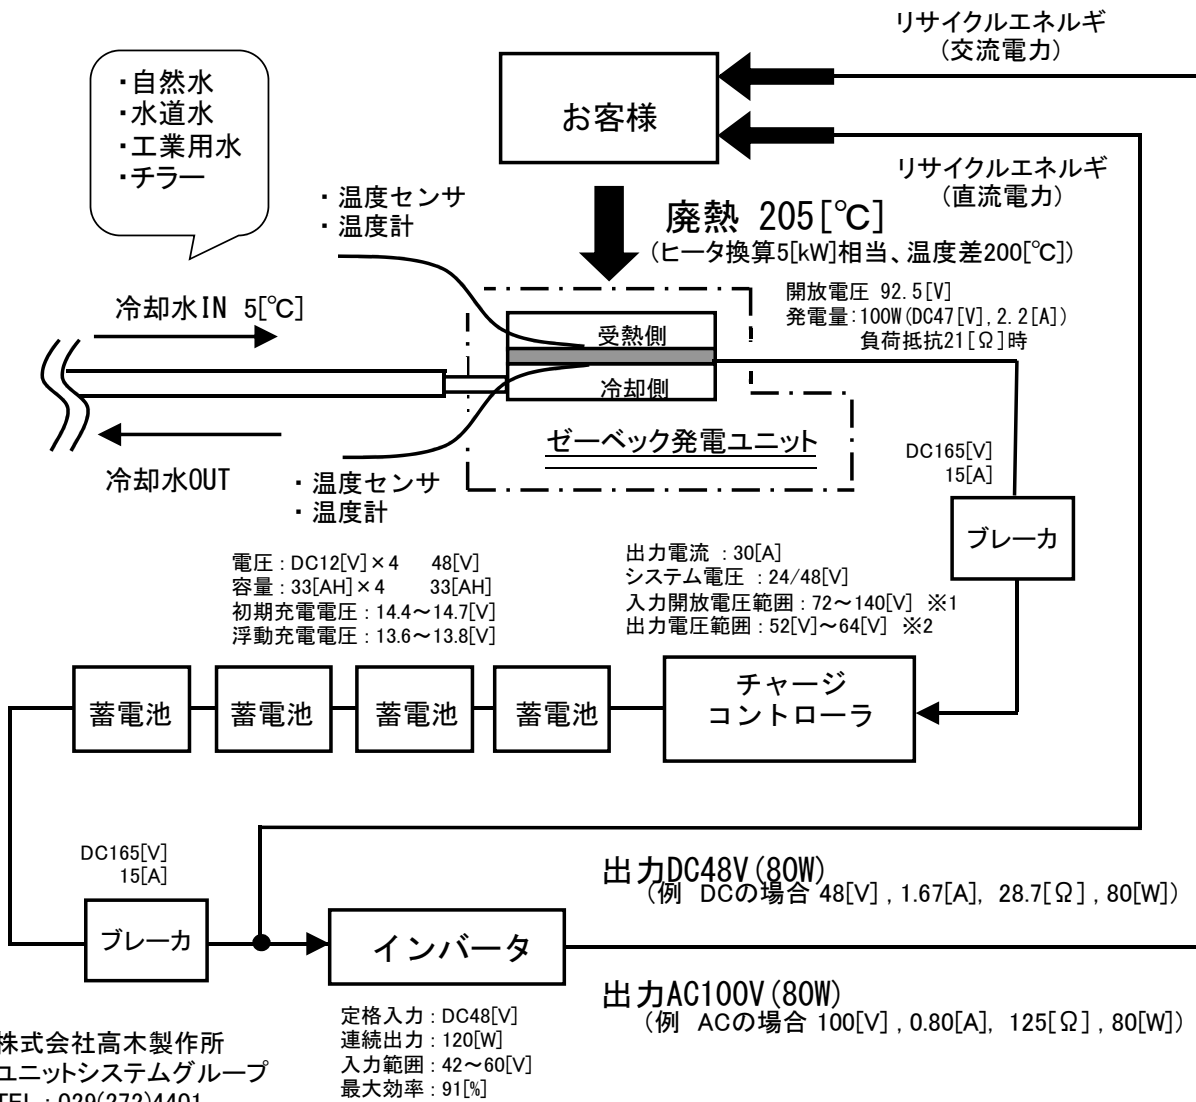 リサイクルエネルギ
(交流電力)
・自然水
・水道水
・工業用水
・チラー
お客様
リサイクルエネルギ
(直流電力)
・温度センサ
・温度計
廃熱 205[℃]
(ヒータ換算5[kW]相当、温度差200[℃])
冷却水IN 5[℃]
開放電圧 92.5[V]
発電量:100W(DC47[V],2.2[A])
負荷抵抗21[Ω]時
受熱側
冷却側
ゼーベック発電ユニット
冷却水OUT
・温度センサ
・温度計
DC165[V]
15[A]
ブレーカ
電圧:DC12[V]×4 48[V]
容量:33[AH]×4 33[AH]
初期充電電圧:14.4~14.7[V]
浮動充電電圧:13.6~13.8[V]
出力電流 :30[A]
システム電圧:24/48[V]
入力開放電圧範囲:72~140[V] ※1
出力電圧範囲:52[V]~64[V] ※2
蓄電池
蓄電池
蓄電池
蓄電池
チャージ
コントローラ
DC165[V]
15[A]
ブレーカ
インバータ
出力DC48V(80W)
(例 DCの場合 48[V],1.67[A], 28.7[Ω],80[W])
出力AC100V(80W)
(例 ACの場合 100[V],0.80[A], 125[Ω],80[W])
定格入力:DC48[V]
連続出力:120[W]
入力範囲:42~60[V]
最大効率:91[%]
株式会社高木製作所
ユニットシステムグループ
TEL:029(272)4401